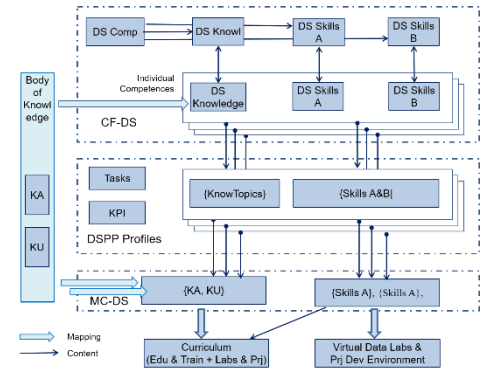 DS Comp
DS Knowl
DS Skills
A
DS Skills
B
Body
of
Knowl
edge
Individual
Competences
DS
Knowledge
DS Skills
A
DS Skills
B
CF-DS
KA
KU
Tasks
KPI
{KnowTopics}
{Skills A&B|
DSPP Profiles
{KA, KU}
{Skills A}, {Skills A},
MC-DS
Mapping
Content
Curriculum
(Edu & Train + Labs & Prj)
Virtual Data Labs &
Prj Dev Environment